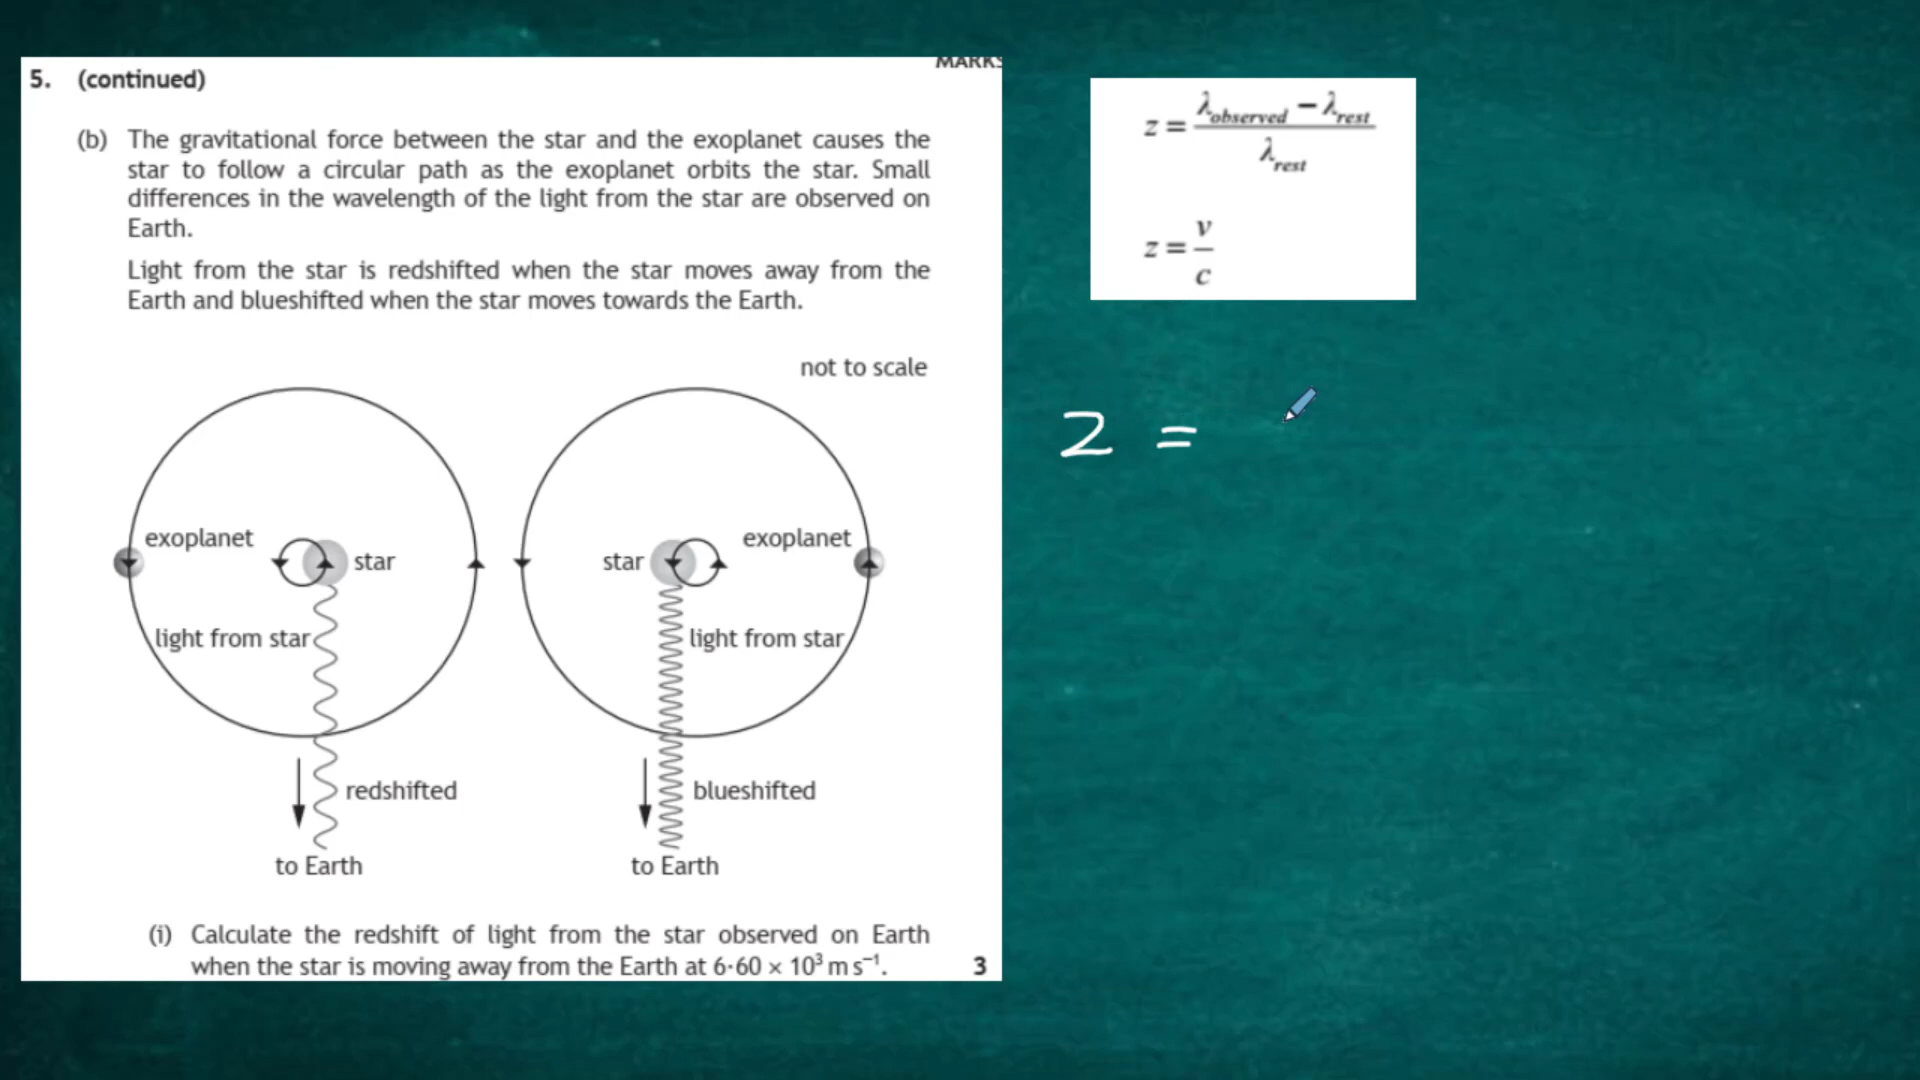 MARKS
5. (continued)
(b) The gravitational force between the star and the exoplanet causes the
star to follow a circular path as the exoplanet orbits the star. Small
differences in the wavelength of the light from the star are observed on
Earth.
Light from the star is redshifted when the star moves away from the
Earth and blueshifted when the star moves towards the Earth.
not to scale
exoplanet
star
light from star
redshifted
to Earth
star
exoplanet
light from star
blueshifted
to Earth
(i) Calculate the redshift of light from the star observed on Earth
when the star is moving away from the Earth at 6·60 × 10³ m s⁻¹. 3
z = (λobserved − λrest) / λrest
z = v / c
z =